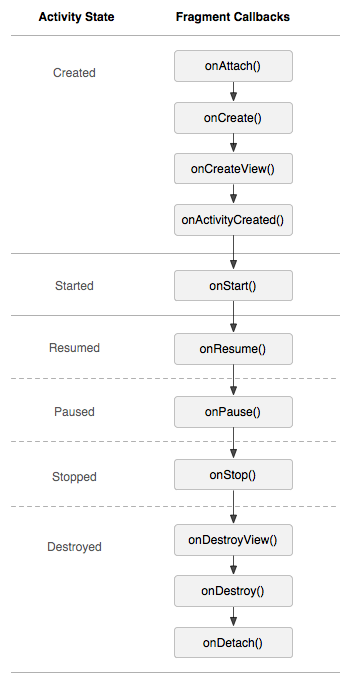 Activity State Fragment Callbacks
Created
onAttach()
onCreate()
onCreateView()
onActivityCreated()
Started
onStart()
Resumed
onResume()
Paused
onPause()
Stopped
onStop()
Destroyed
onDestroyView()
onDestroy()
onDetach()